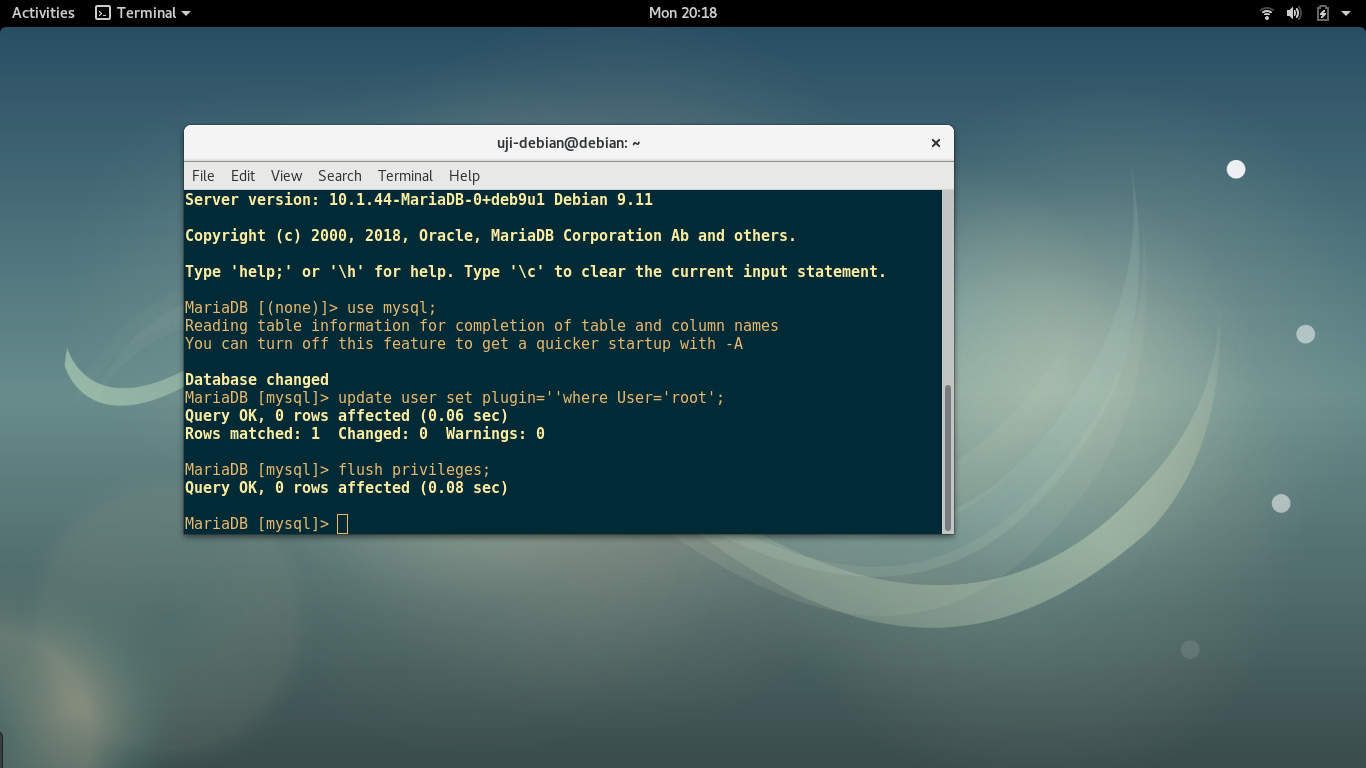 Activities Terminal Mon 20:18
uji-debian@debian: ~
File Edit View Search Terminal Help
Server version: 10.1.44-MariaDB-0+deb9u1 Debian 9.11
Copyright (c) 2000, 2018, Oracle, MariaDB Corporation Ab and others.
Type 'help;' or '\h' for help. Type '\c' to clear the current input statement.
MariaDB [(none)]> use mysql;
Reading table information for completion of table and column names
You can turn off this feature to get a quicker startup with -A
Database changed
MariaDB [mysql]> update user set plugin=''where User='root';
Query OK, 0 rows affected (0.06 sec)
Rows matched: 1  Changed: 0  Warnings: 0
MariaDB [mysql]> flush privileges;
Query OK, 0 rows affected (0.08 sec)
MariaDB [mysql]>